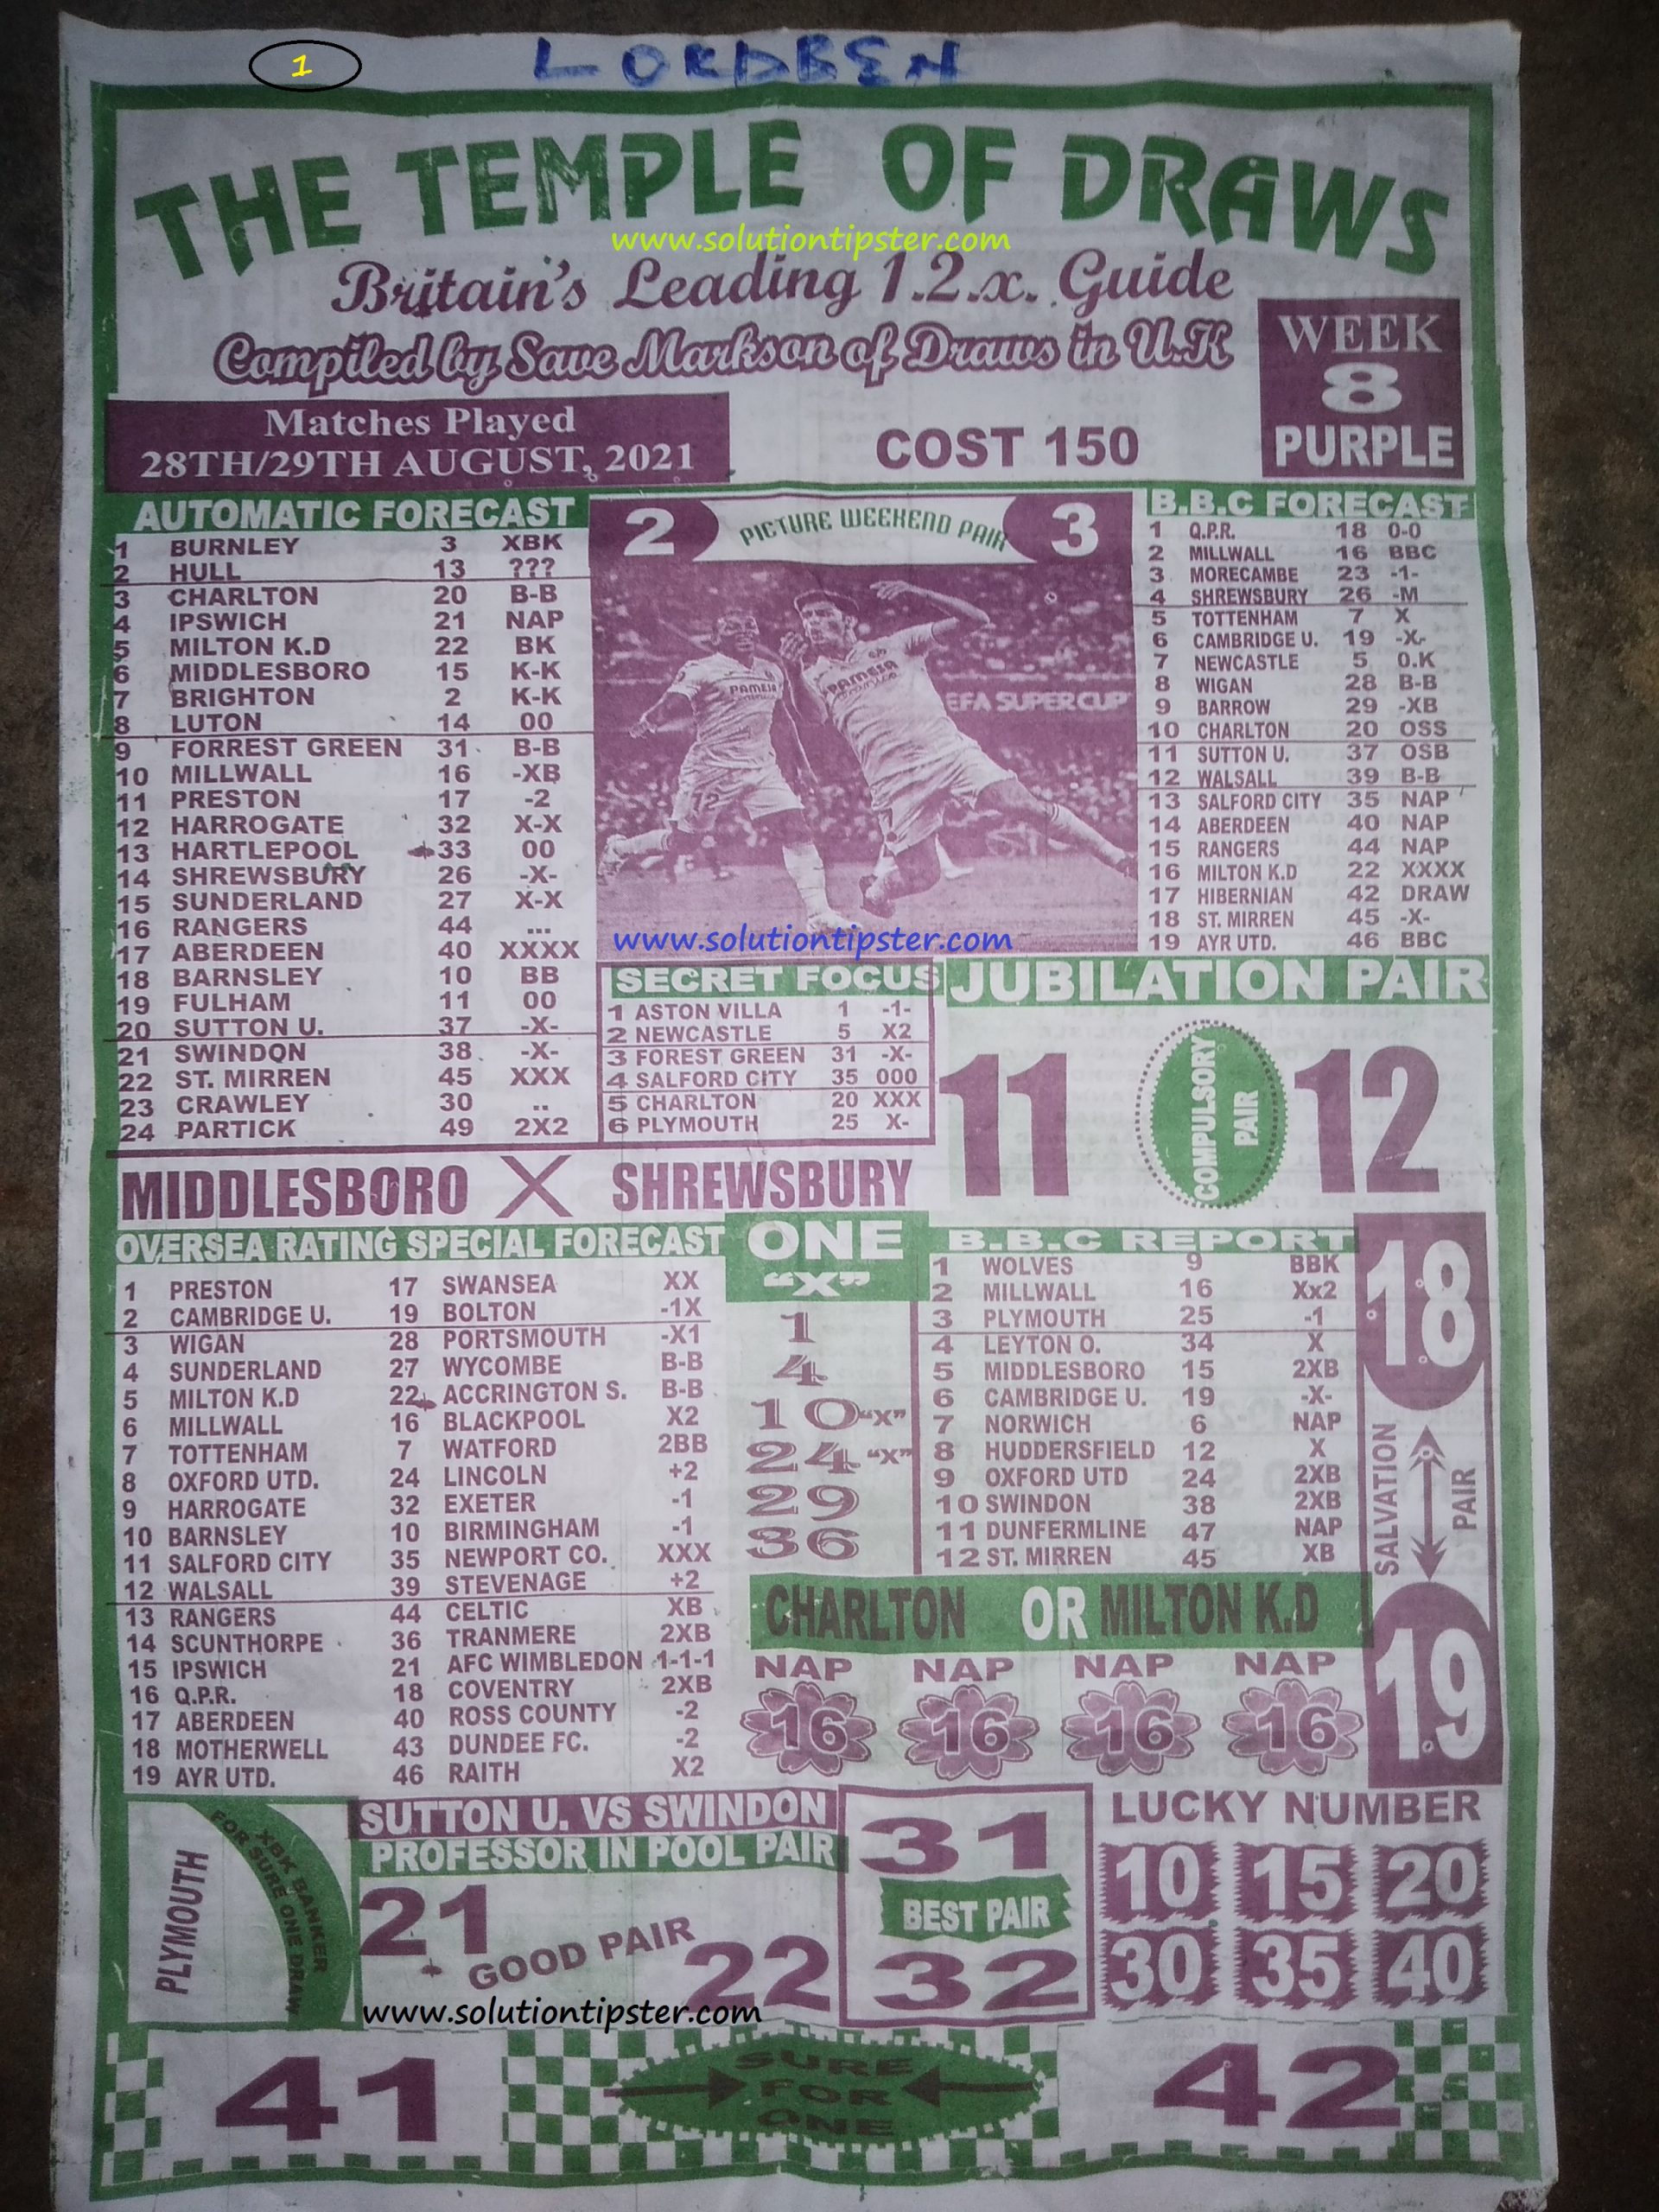 1
LORDBEN
THE TEMPLE OF DRAWS
www.solutiontipster.com
Britain's Leading 1.2.x. Guide
Compiled by Save Markson of Draws in U.K
WEEK
8
PURPLE
Matches Played
28TH/29TH AUGUST, 2021
COST 150
AUTOMATIC FORECAST
1 BURNLEY 3 XBK
2 HULL 13 ???
3 CHARLTON 20 B-B
4 IPSWICH 21 NAP
5 MILTON K.D 22 BK
6 MIDDLESBORO 15 K-K
7 BRIGHTON 2 K-K
8 LUTON 14 00
9 FORREST GREEN 31 B-B
10 MILLWALL 16 -XB
11 PRESTON 17 -2
12 HARROGATE 32 X-X
13 HARTLEPOOL 33 00
14 SHREWSBURY 26 -X-
15 SUNDERLAND 27 X-X
16 RANGERS 44 ...
17 ABERDEEN 40 XXXX
18 BARNSLEY 10 BB
19 FULHAM 11 00
20 SUTTON U. 37 -X-
21 SWINDON 38 -X-
22 ST. MIRREN 45 XXX
23 CRAWLEY 30 ..
24 PARTICK 49 2X2
2 PICTURE WEEKEND PAIR 3
PAMESA
PAMESA
12
EFA SUPER CUP
www.solutiontipster.com
B.B.C FORECAST
1 Q.P.R. 18 0-0
2 MILLWALL 16 BBC
3 MORECAMBE 23 -1-
4 SHREWSBURY 26 -M
5 TOTTENHAM 7 X
6 CAMBRIDGE U. 19 -X-
7 NEWCASTLE 5 O.K
8 WIGAN 28 B-B
9 BARROW 29 -XB
10 CHARLTON 20 OSS
11 SUTTON U. 37 OSB
12 WALSALL 39 B-B
13 SALFORD CITY 35 NAP
14 ABERDEEN 40 NAP
15 RANGERS 44 NAP
16 MILTON K.D 22 XXXX
17 HIBERNIAN 42 DRAW
18 ST. MIRREN 45 -X-
19 AYR UTD. 46 BBC
SECRET FOCUS
1 ASTON VILLA 1 -1-
2 NEWCASTLE 5 X2
3 FOREST GREEN 31 -X-
4 SALFORD CITY 35 000
5 CHARLTON 20 XXX
6 PLYMOUTH 25 X-
JUBILATION PAIR
11 COMPULSORY PAIR 12
MIDDLESBORO X SHREWSBURY
OVERSEA RATING SPECIAL FORECAST
1 PRESTON 17 SWANSEA XX
2 CAMBRIDGE U. 19 BOLTON -1X
3 WIGAN 28 PORTSMOUTH -X1
4 SUNDERLAND 27 WYCOMBE B-B
5 MILTON K.D 22 ACCRINGTON S. B-B
6 MILLWALL 16 BLACKPOOL X2
7 TOTTENHAM 7 WATFORD 2BB
8 OXFORD UTD. 24 LINCOLN +2
9 HARROGATE 32 EXETER -1
10 BARNSLEY 10 BIRMINGHAM -1
11 SALFORD CITY 35 NEWPORT CO. XXX
12 WALSALL 39 STEVENAGE +2
13 RANGERS 44 CELTIC XB
14 SCUNTHORPE 36 TRANMERE 2XB
15 IPSWICH 21 AFC WIMBLEDON 1-1-1
16 Q.P.R. 18 COVENTRY 2XB
17 ABERDEEN 40 ROSS COUNTY -2
18 MOTHERWELL 43 DUNDEE FC. -2
19 AYR UTD. 46 RAITH X2
ONE
"X"
1
4
10 "X"
24 "X"
29
36
B.B.C REPORT
1 WOLVES 9 BBK
2 MILLWALL 16 Xx2
3 PLYMOUTH 25 -1
4 LEYTON O. 34 X
5 MIDDLESBORO 15 2XB
6 CAMBRIDGE U. 19 -X-
7 NORWICH 6 NAP
8 HUDDERSFIELD 12 X
9 OXFORD UTD 24 2XB
10 SWINDON 38 2XB
11 DUNFERMLINE 47 NAP
12 ST. MIRREN 45 XB
18
SALVATION PAIR
19
CHARLTON OR MILTON K.D
NAP NAP NAP NAP
16 16 16 16
PLYMOUTH
XBK BANKER
FOR SURE ONE DRAW
SUTTON U. VS SWINDON
PROFESSOR IN POOL PAIR
21
GOOD PAIR
22
www.solutiontipster.com
31
BEST PAIR
32
LUCKY NUMBER
10 15 20
30 35 40
41
SURE
FOR
ONE
42